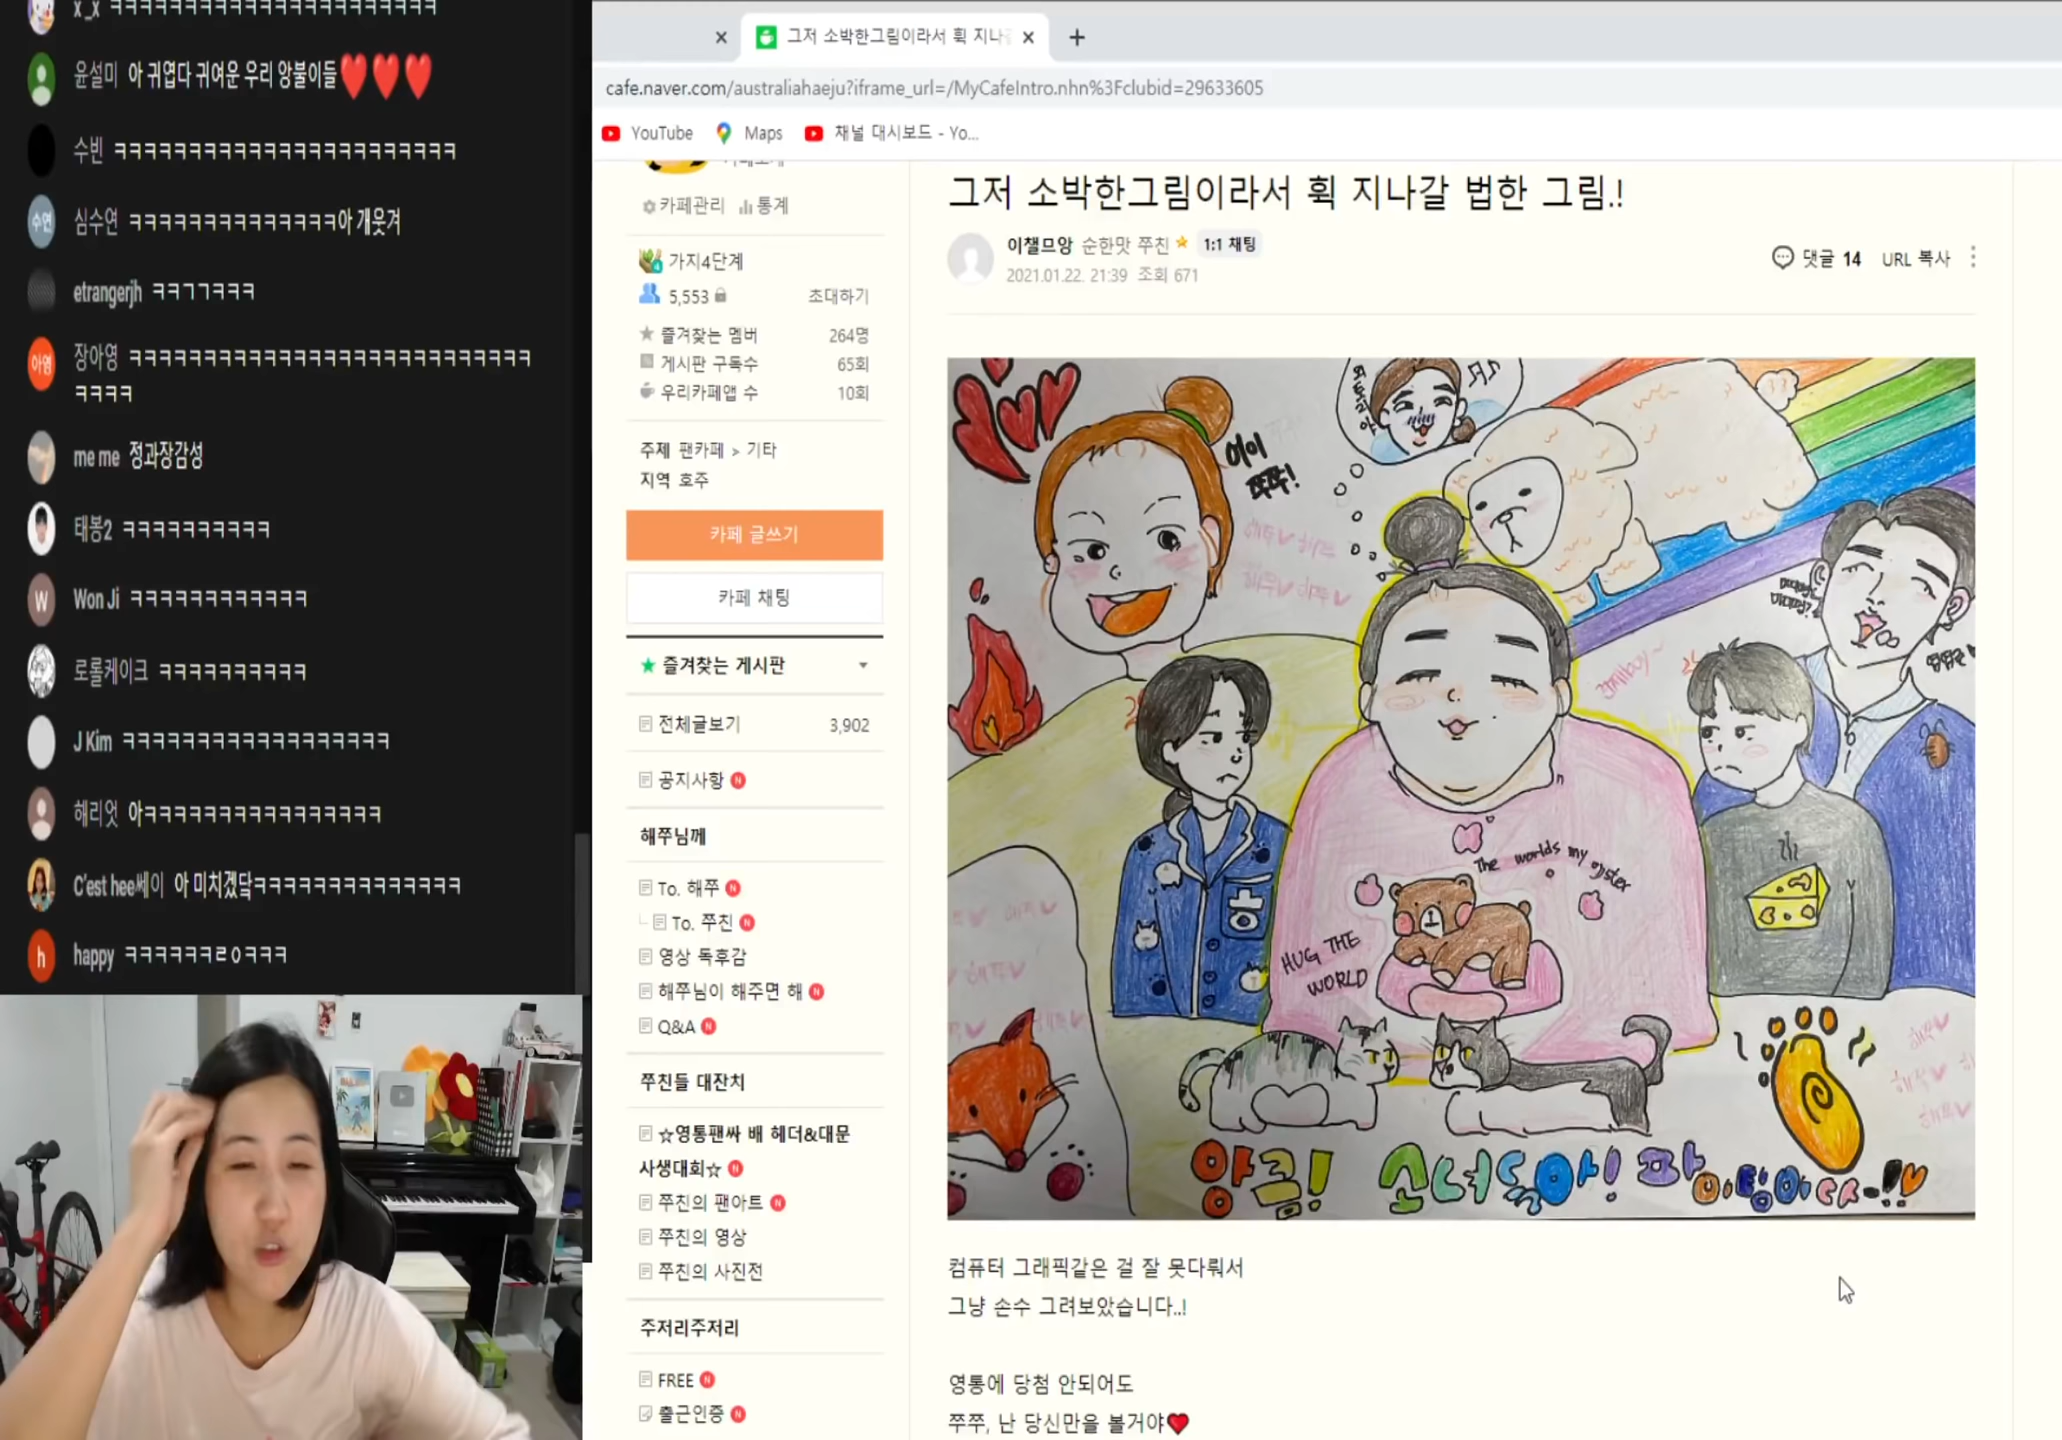 x_x ㅋㅋㅋㅋㅋㅋㅋㅋㅋㅋㅋㅋㅋㅋㅋㅋㅋㅋㅋㅋㅋㅋ
윤설미 아 귀엽다 귀여운 우리 앙불이들❤❤❤
수빈 ㅋㅋㅋㅋㅋㅋㅋㅋㅋㅋㅋㅋㅋㅋㅋㅋㅋㅋㅋㅋㅋㅋㅋ
수연
심수연 ㅋㅋㅋㅋㅋㅋㅋㅋㅋㅋㅋㅋㅋㅋ아 개웃겨
etrangerjh ㅋㅋㄱㄱㅋㅋㅋ
아영
장아영 ㅋㅋㅋㅋㅋㅋㅋㅋㅋㅋㅋㅋㅋㅋㅋㅋㅋㅋㅋㅋㅋㅋㅋㅋㅋㅋㅋ
ㅋㅋㅋㅋ
me me 정과장감성
태봉2 ㅋㅋㅋㅋㅋㅋㅋㅋㅋㅋ
W
Won Ji ㅋㅋㅋㅋㅋㅋㅋㅋㅋㅋㅋㅋ
로롤케이크 ㅋㅋㅋㅋㅋㅋㅋㅋㅋㅋ
J Kim ㅋㅋㅋㅋㅋㅋㅋㅋㅋㅋㅋㅋㅋㅋㅋㅋㅋㅋ
해리엇 아ㅋㅋㅋㅋㅋㅋㅋㅋㅋㅋㅋㅋㅋㅋㅋㅋ
C'est hee쎄이 아 미치겠닼ㅋㅋㅋㅋㅋㅋㅋㅋㅋㅋㅋㅋㅋㅋ
h
happy ㅋㅋㅋㅋㅋㅋㄹㅇㅋㅋㅋ
그저 소박한그림이라서 휙 지나
cafe.naver.com/australiahaeju?iframe_url=/MyCafeIntro.nhn%3Fclubid=29633605
YouTube Maps 채널 대시보드 - Yo...
카페관리 통계
가지4단계
5,553 초대하기
즐겨찾는 멤버 264명
게시판 구독수 65회
우리카페앱 수 10회
주제 팬카페 > 기타
지역 호주
카페 글쓰기
카페 채팅
즐겨찾는 게시판
전체글보기 3,902
공지사항 N
해쭈님께
To. 해쭈 N
To. 쭈친 N
영상 독후감
해쭈님이 해주면 해 N
Q&A N
쭈친들 대잔치
☆영통팬싸 배 헤더&대문
사생대회☆ N
쭈친의 팬아트 N
쭈친의 영상
쭈친의 사진전
주저리주저리
FREE N
출근인증 N
그저 소박한그림이라서 휙 지나갈 법한 그림.!
이챌므앙 순한맛 쭈친 1:1 채팅
2021.01.22. 21:39 조회 671
댓글 14 URL 복사
어이
쭈쭈!
The worlds my oyster
HUG THE
WORLD
흥
앙콤! 소녀돌아!
컴퓨터 그래픽같은 걸 잘 못다뤄서
그냥 손수 그려보았습니다..!
영통에 당첨 안되어도
쭈쭈, 난 당신만을 볼거야❤